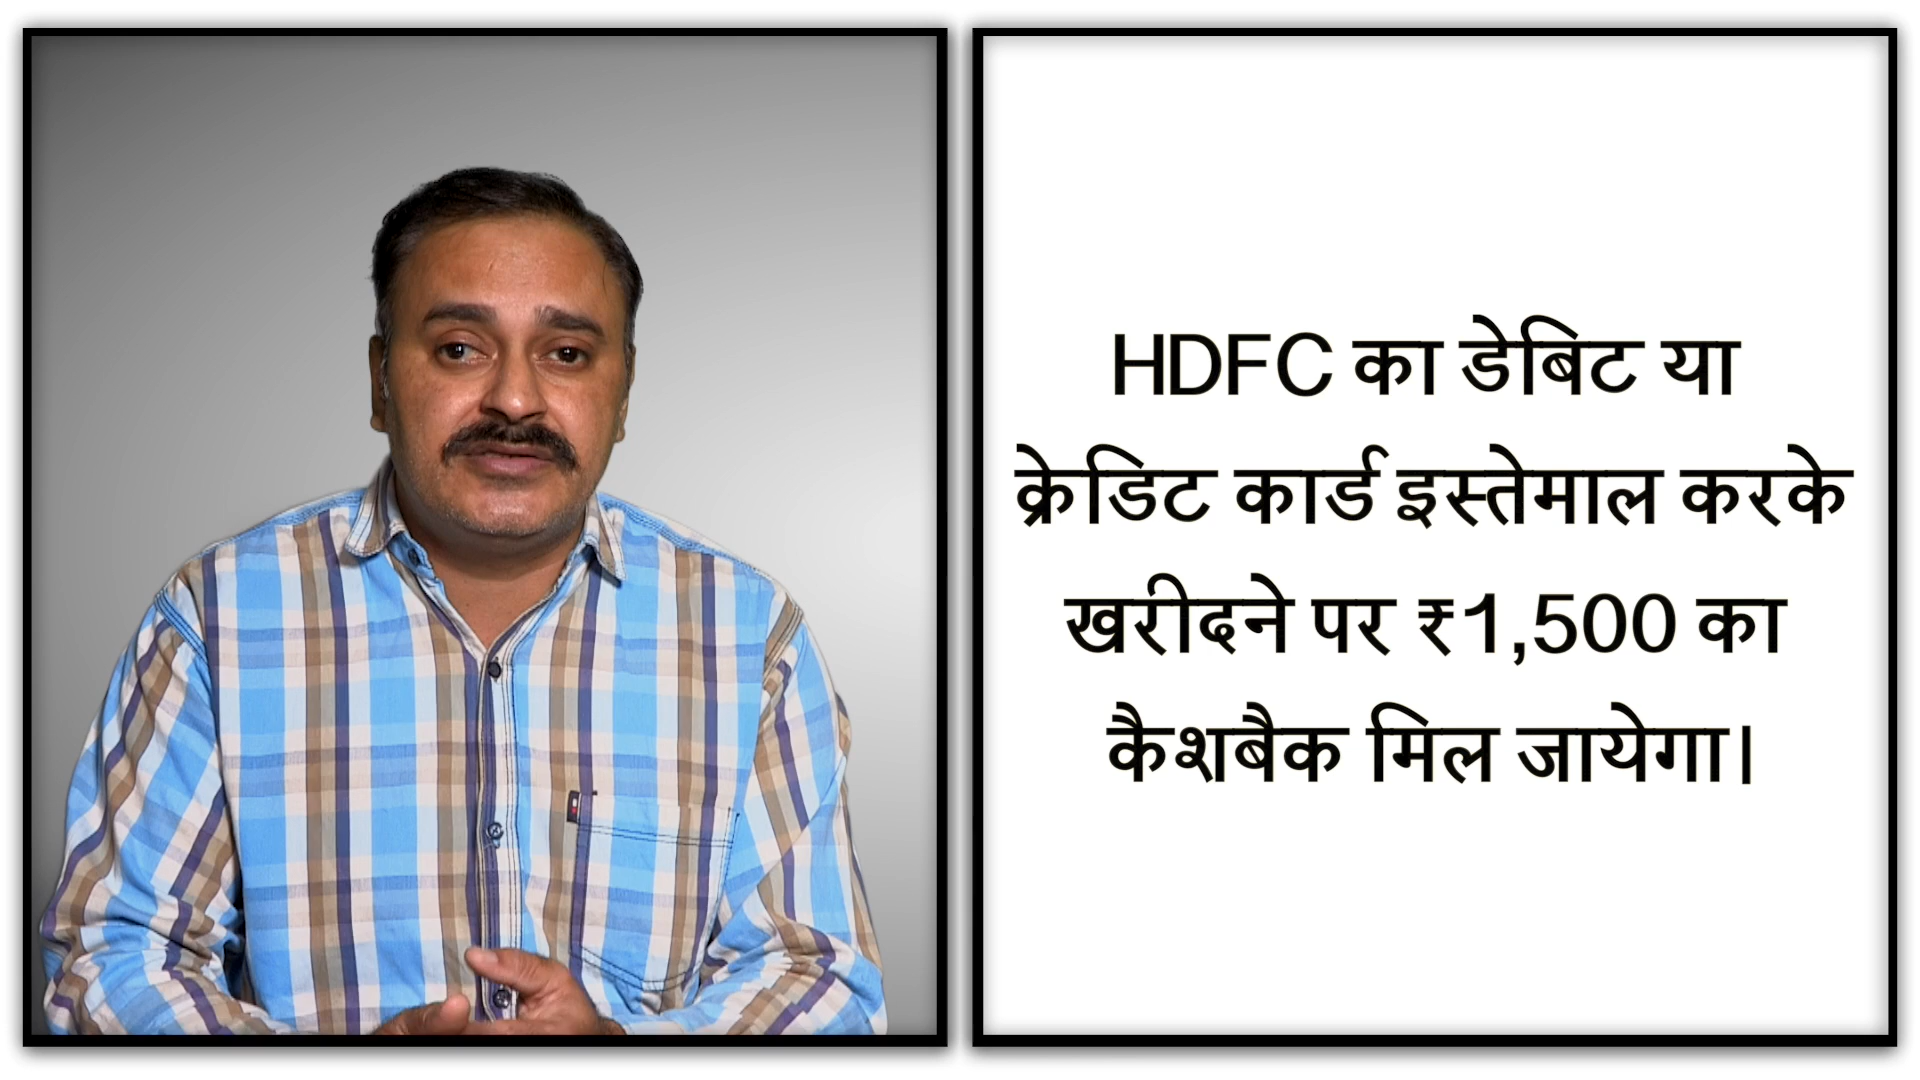 HDFC का डेबिट या
क्रेडिट कार्ड इस्तेमाल करके
खरीदने पर ₹1,500 का
कैशबैक मिल जायेगा।